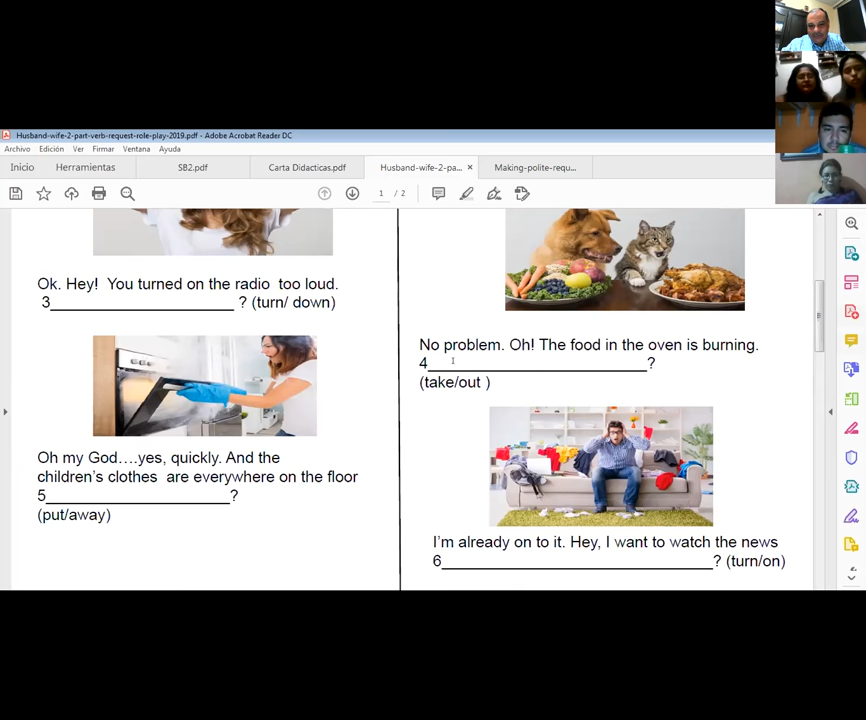 Husband-wife-2-part-verb-request-role-play-2019.pdf - Adobe Acrobat Reader DC
Archivo Edición Ver Firmar Ventana Ayuda
Inicio Herramientas SB2.pdf Carta Didacticas.pdf Husband-wife-2-pa... × Making-polite-requ...
1 / 2
Ok. Hey! You turned on the radio too loud.
3____________________ ? (turn/ down)
Oh my God….yes, quickly. And the
children's clothes are everywhere on the floor
5____________________?
(put/away)
No problem. Oh! The food in the oven is burning.
4________________________?
(take/out )
I'm already on to it. Hey, I want to watch the news
6______________________________? (turn/on)